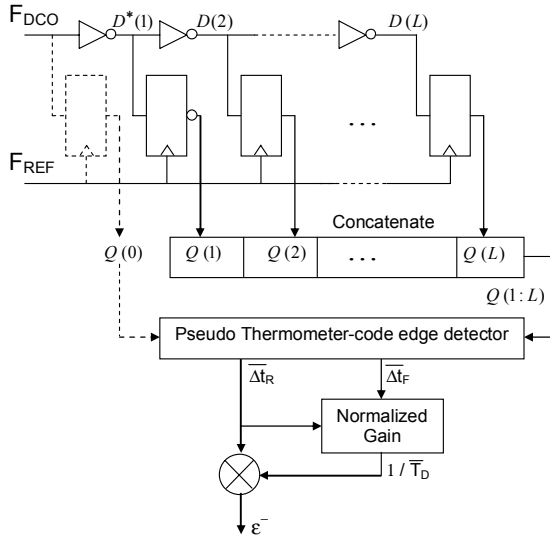 F_DCO
D*(1)
D(2)
D(L)
F_REF
...
Concatenate
Q(0)
Q(1)
Q(2)
...
Q(L)
Q(1:L)
Pseudo Thermometer-code edge detector
Δt_R
Δt_F
Normalized
Gain
1 / T_D
ε⁻